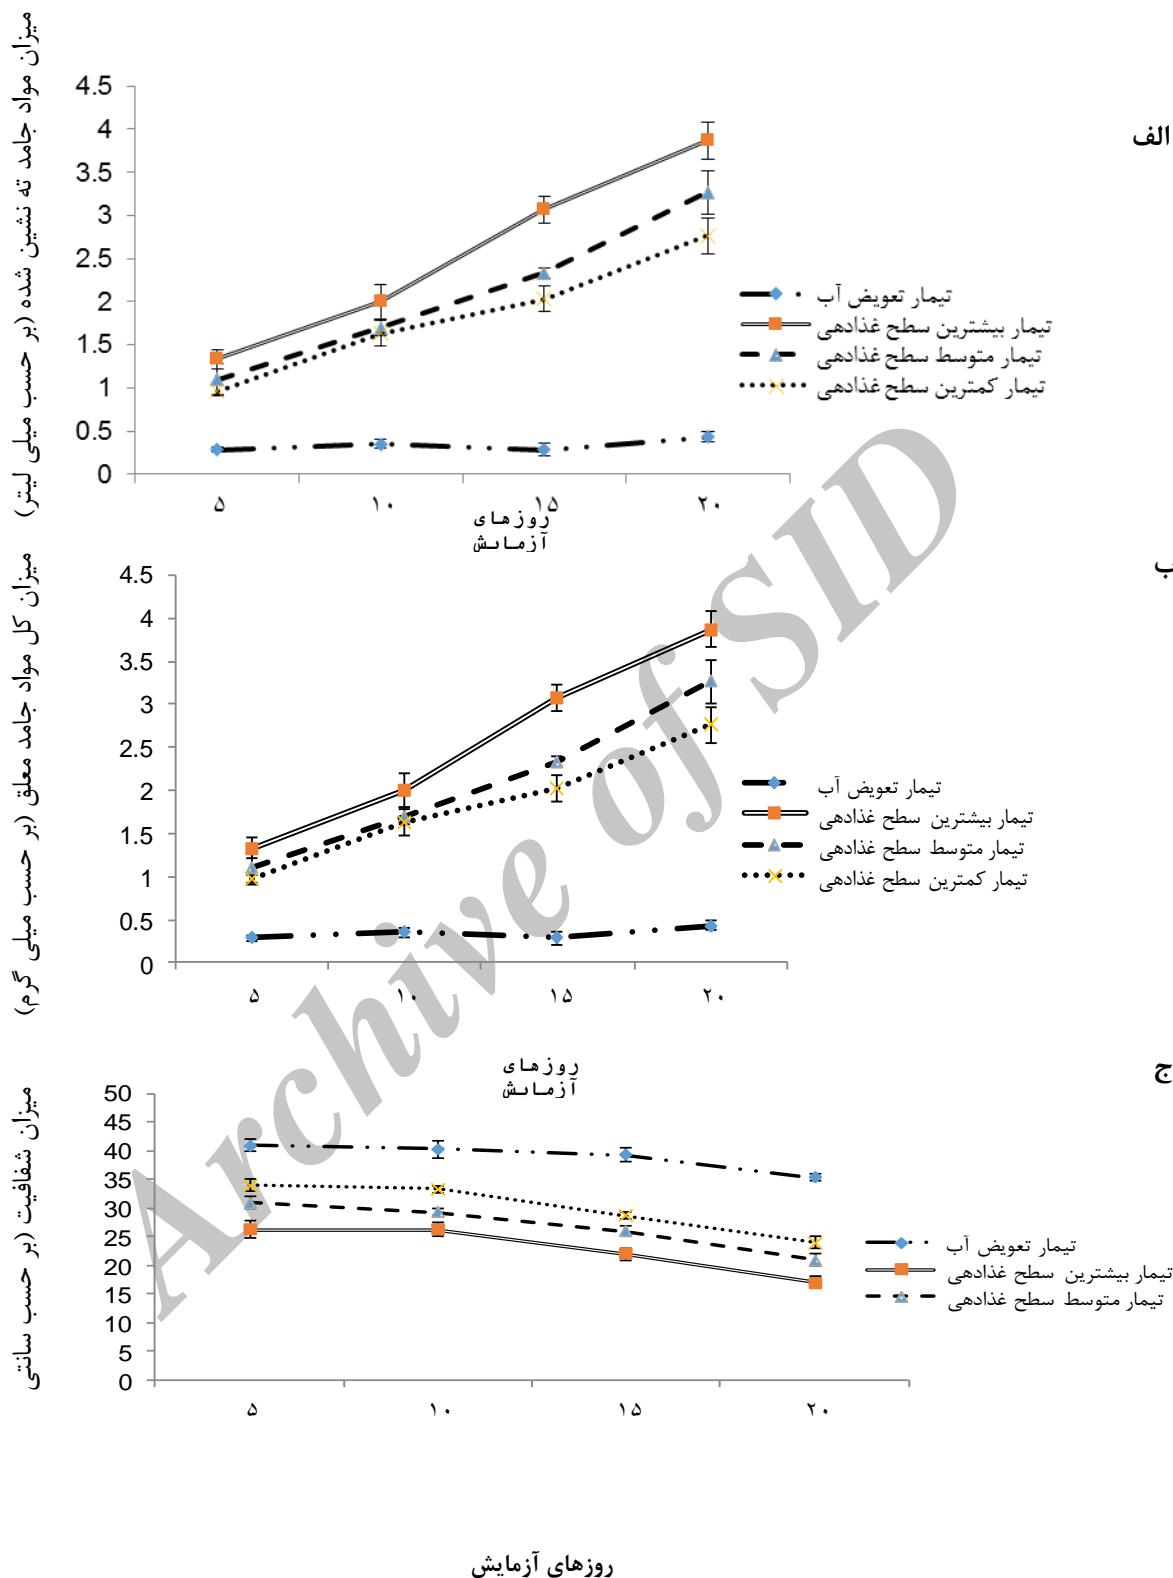 میزان مواد جامد ته نشین شده (بر حسب میلی لیتر)
الف
4.5
4
3.5
3
2.5
2
1.5
1
0.5
0
تیمار تعویض آب
تیمار بیشترین سطح غذادهی
تیمار متوسط سطح غذادهی
تیمار کمترین سطح غذادهی
۵ ۱۰ ۱۵ ۲۰
روزهای
آزمایش
میزان کل مواد جامد معلق (بر حسب میلی گرم)
ب
4.5
4
3.5
3
2.5
2
1.5
1
0.5
0
تیمار تعویض آب
تیمار بیشترین سطح غذادهی
تیمار متوسط سطح غذادهی
تیمار کمترین سطح غذادهی
۵ ۱۰ ۱۵ ۲۰
روزهای
آزمایش
میزان شفافیت (بر حسب سانتی
ج
50
45
40
35
30
25
20
15
10
5
0
تیمار تعویض آب
تیمار بیشترین سطح غذادهی
تیمار متوسط سطح غذادهی
۵ ۱۰ ۱۵ ۲۰
روزهای آزمایش
Archive of SID